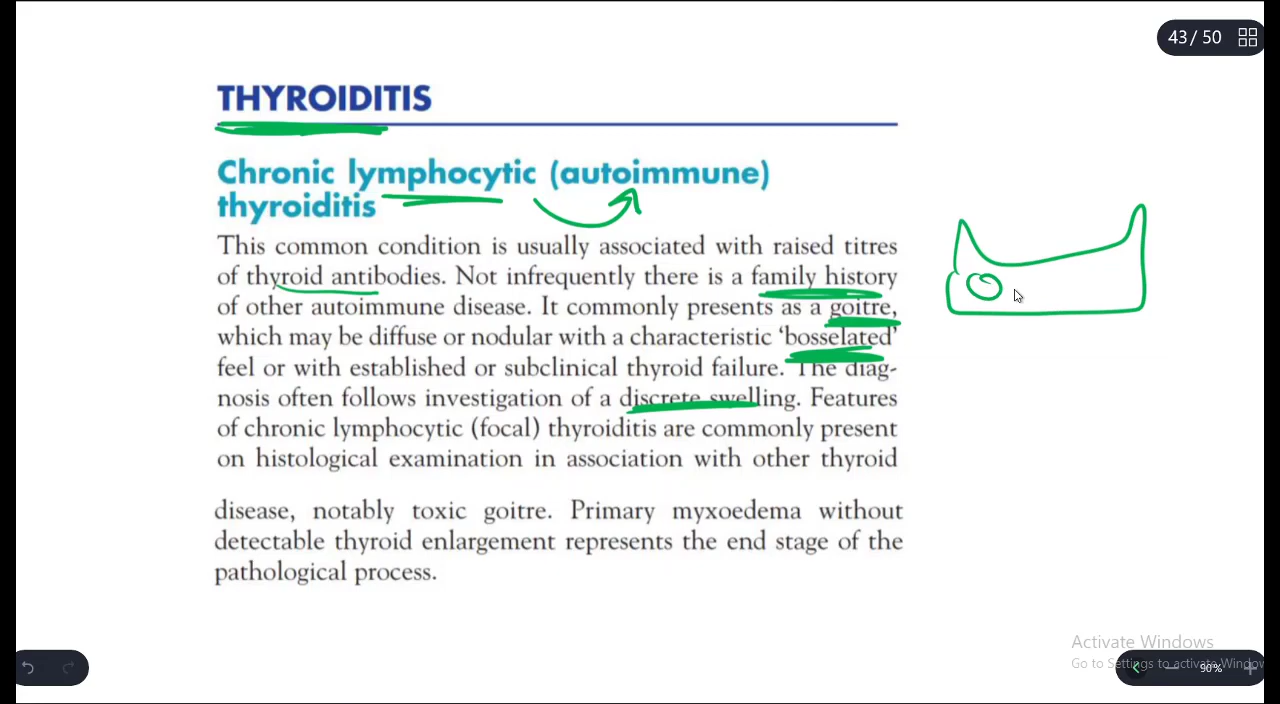 43 / 50
THYROIDITIS
Chronic lymphocytic (autoimmune)
thyroiditis
This common condition is usually associated with raised titres
of thyroid antibodies. Not infrequently there is a family history
of other autoimmune disease. It commonly presents as a goitre,
which may be diffuse or nodular with a characteristic ‘bosselated’
feel or with established or subclinical thyroid failure. The diag-
nosis often follows investigation of a discrete swelling. Features
of chronic lymphocytic (focal) thyroiditis are commonly present
on histological examination in association with other thyroid
disease, notably toxic goitre. Primary myxoedema without
detectable thyroid enlargement represents the end stage of the
pathological process.
Activate Windows
Go to Settings to activate Window
90%